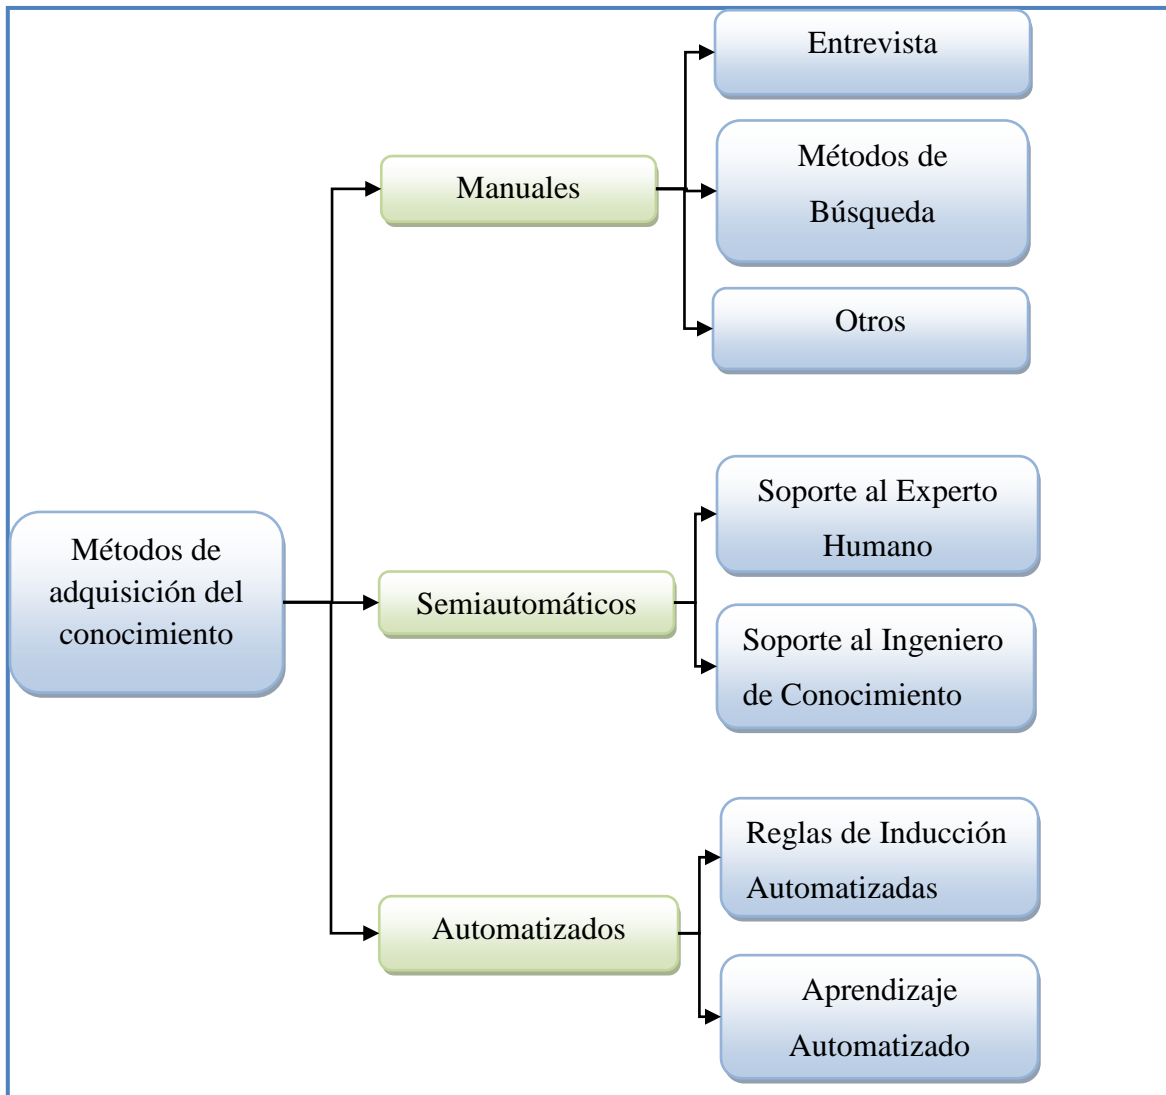 Métodos de
adquisición del
conocimiento
Manuales
Entrevista
Métodos de
Búsqueda
Otros
Semiautomáticos
Soporte al Experto
Humano
Soporte al Ingeniero
de Conocimiento
Automatizados
Reglas de Inducción
Automatizadas
Aprendizaje
Automatizado